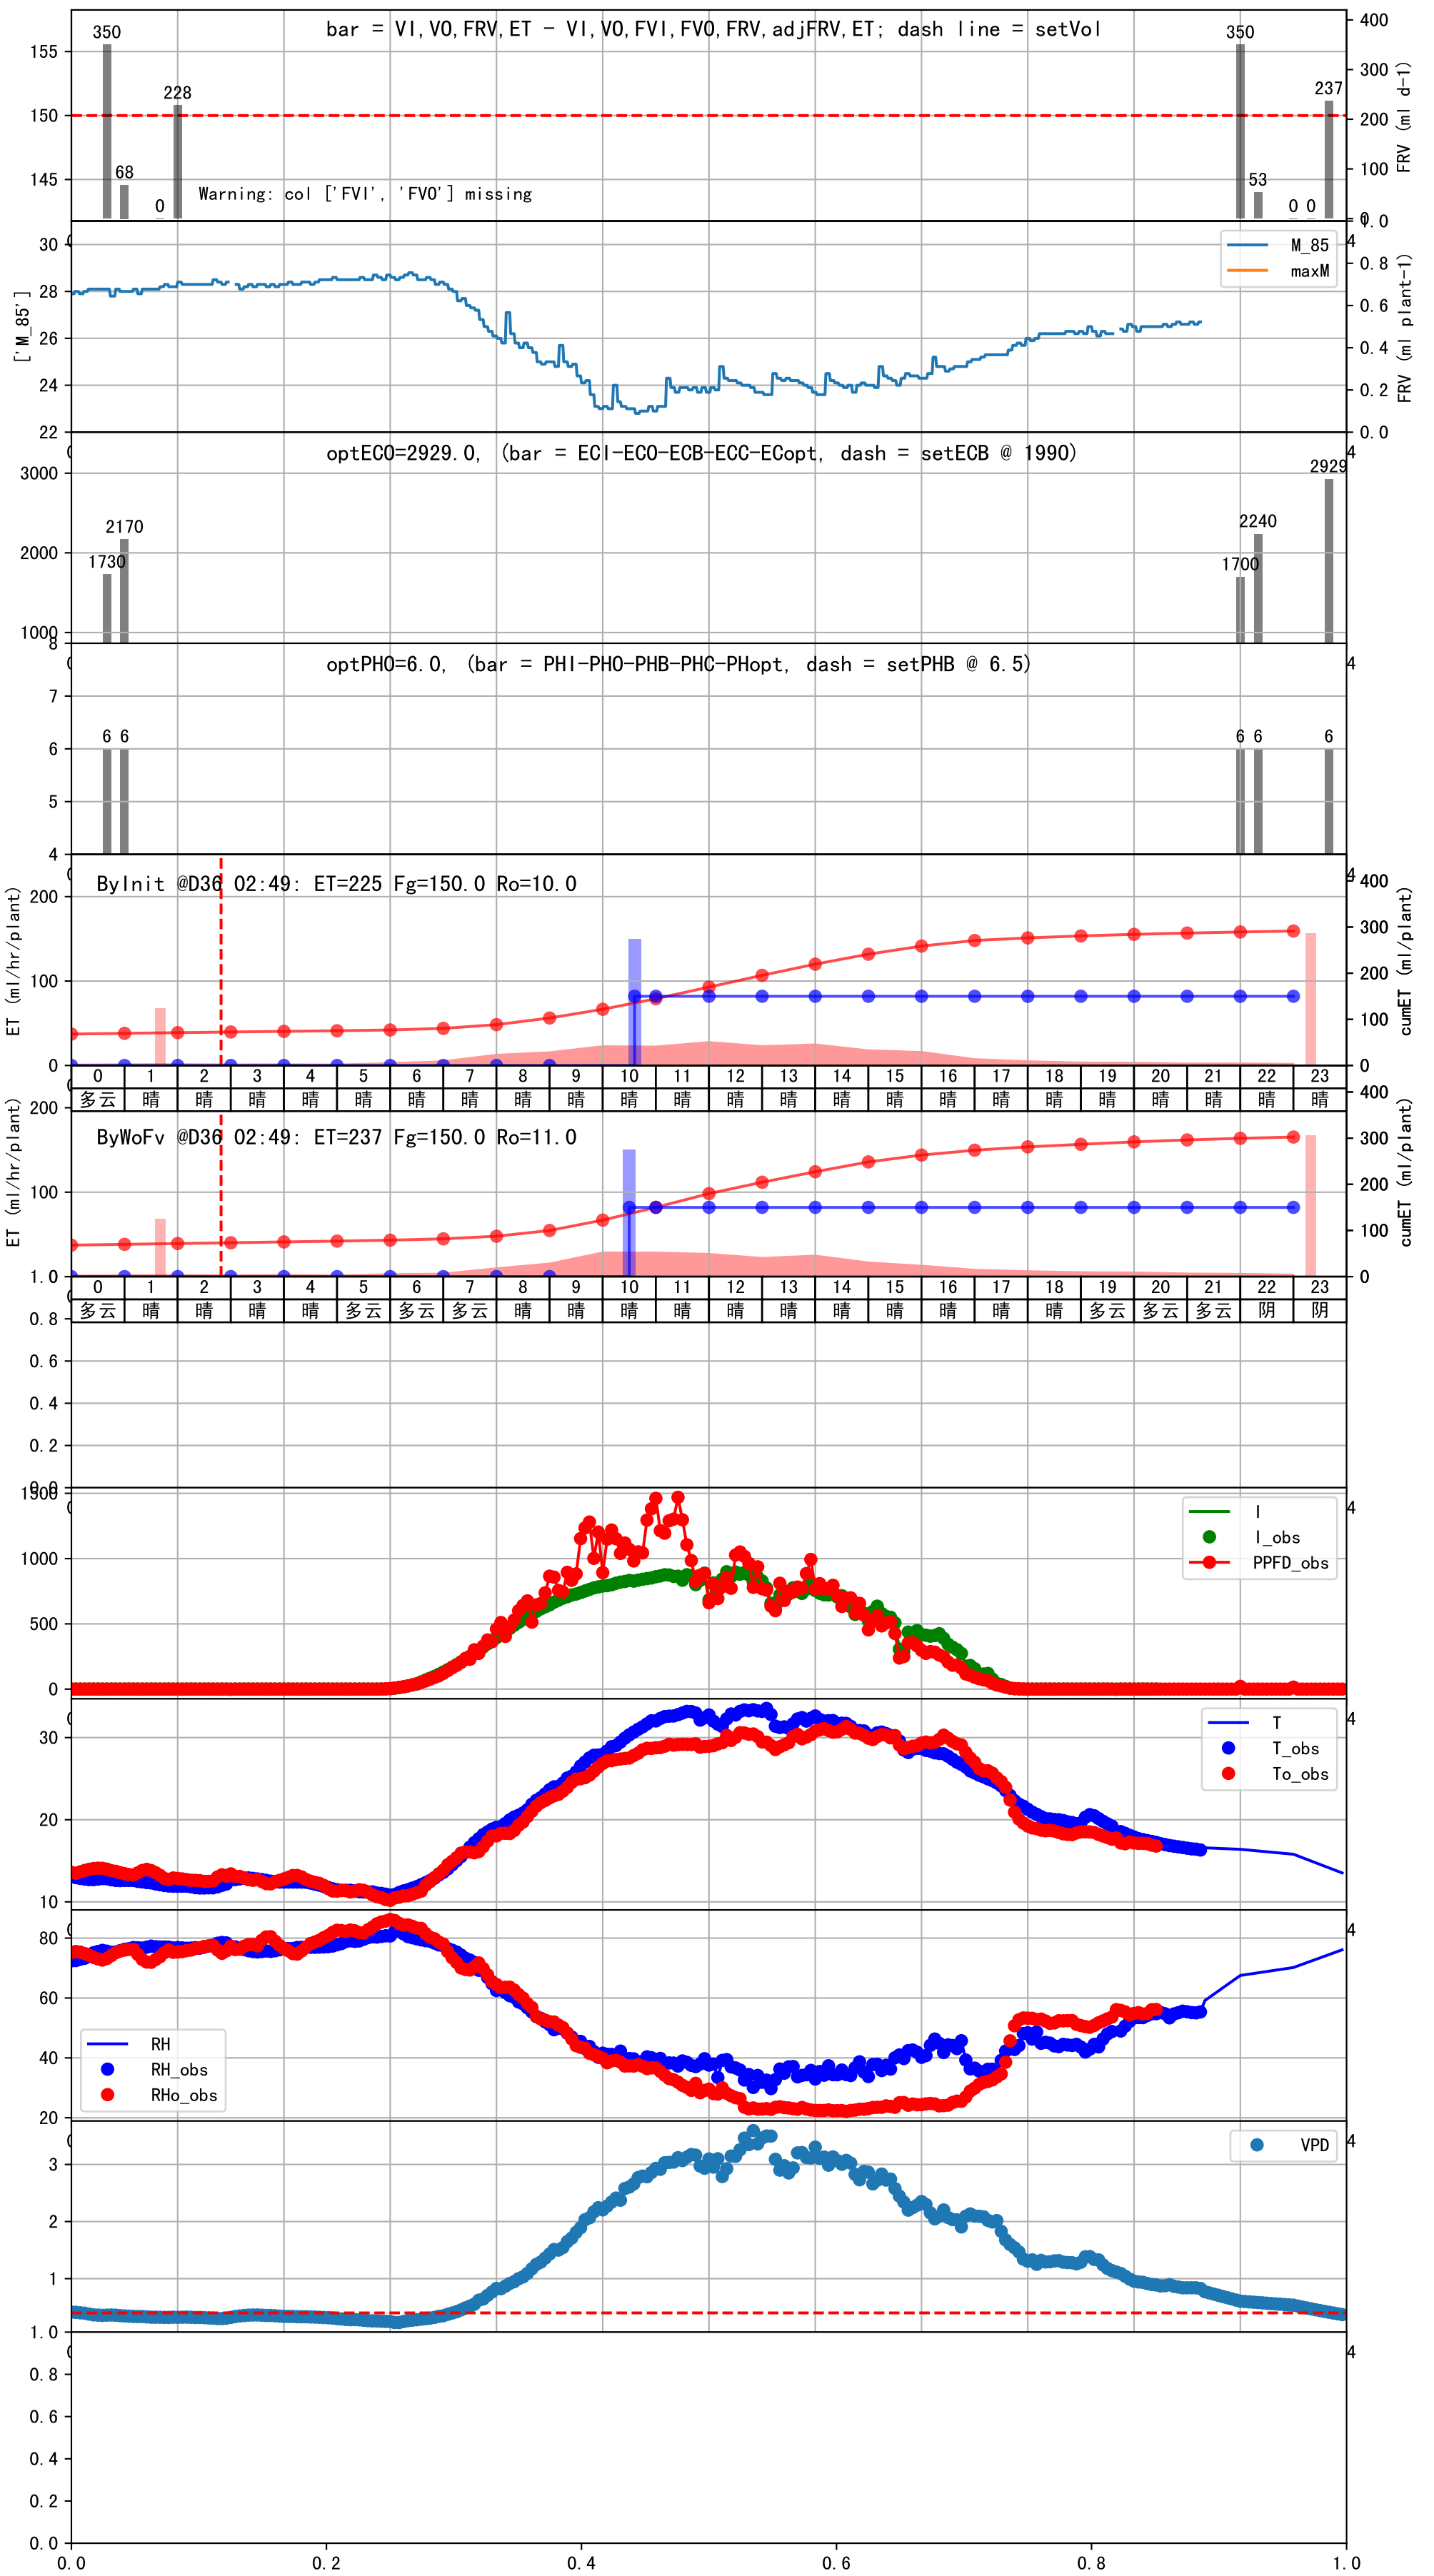 bar = VI,VO,FRV,ET - VI,VO,FVI,FVO,FRV,adjFRV,ET; dash line = setVol
350 68 0 228 350 53 0 0 237
155 150 145
400 300 200 100 0
FRV (ml d-1)
Warning: col ['FVI', 'FVO'] missing
['M_85']
30 28 26 24 22
M_85
maxM
1.0 0.8 0.6 0.4 0.2 0.0
FRV (ml plant-1)
optECO=2929.0, (bar = ECI-ECO-ECB-ECC-ECopt, dash = setECB @ 1990)
3000 2000 1000
1730 2170 1700 2240 2929
optPHO=6.0, (bar = PHI-PHO-PHB-PHC-PHopt, dash = setPHB @ 6.5)
8 7 6 5 4
6 6 6 6 6
ByInit @D36 02:49: ET=225 Fg=150.0 Ro=10.0
ET (ml/hr/plant)
200 100 0
400 300 200 100 0
cumET (ml/plant)
0 1 2 3 4 5 6 7 8 9 10 11 12 13 14 15 16 17 18 19 20 21 22 23
多云 晴 晴 晴 晴 晴 晴 晴 晴 晴 晴 晴 晴 晴 晴 晴 晴 晴 晴 晴 晴 晴 晴 晴
ByWoFv @D36 02:49: ET=237 Fg=150.0 Ro=11.0
ET (ml/hr/plant)
200 100
400 300 200 100 0
cumET (ml/plant)
0 1 2 3 4 5 6 7 8 9 10 11 12 13 14 15 16 17 18 19 20 21 22 23
多云 晴 晴 晴 晴 多云 多云 多云 晴 晴 晴 晴 晴 晴 晴 晴 晴 晴 晴 多云 多云 多云 阴 阴
1.0 0.8 0.6 0.4 0.2 0.0
1500 1000 500 0
I
I_obs
PPFD_obs
30 20 10
T
T_obs
To_obs
80 60 40 20
RH
RH_obs
RHo_obs
3 2 1
VPD
1.0 0.8 0.6 0.4 0.2 0.0
0.0 0.2 0.4 0.6 0.8 1.0